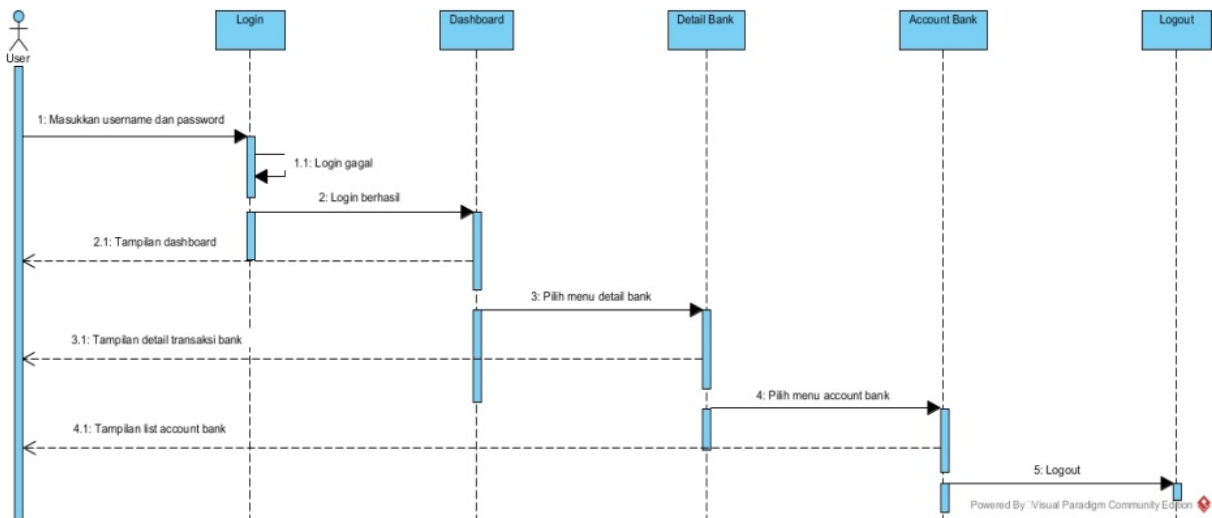 Login
Dashboard
Detail Bank
Account Bank
Logout
User
1: Masukkan username dan password
1.1: Login gagal
2: Login berhasil
2.1: Tampilan dashboard
3: Pilih menu detail bank
3.1: Tampilan detail transaksi bank
4: Pilih menu account bank
4.1: Tampilan list account bank
5: Logout
Powered By Visual Paradigm Community Edition